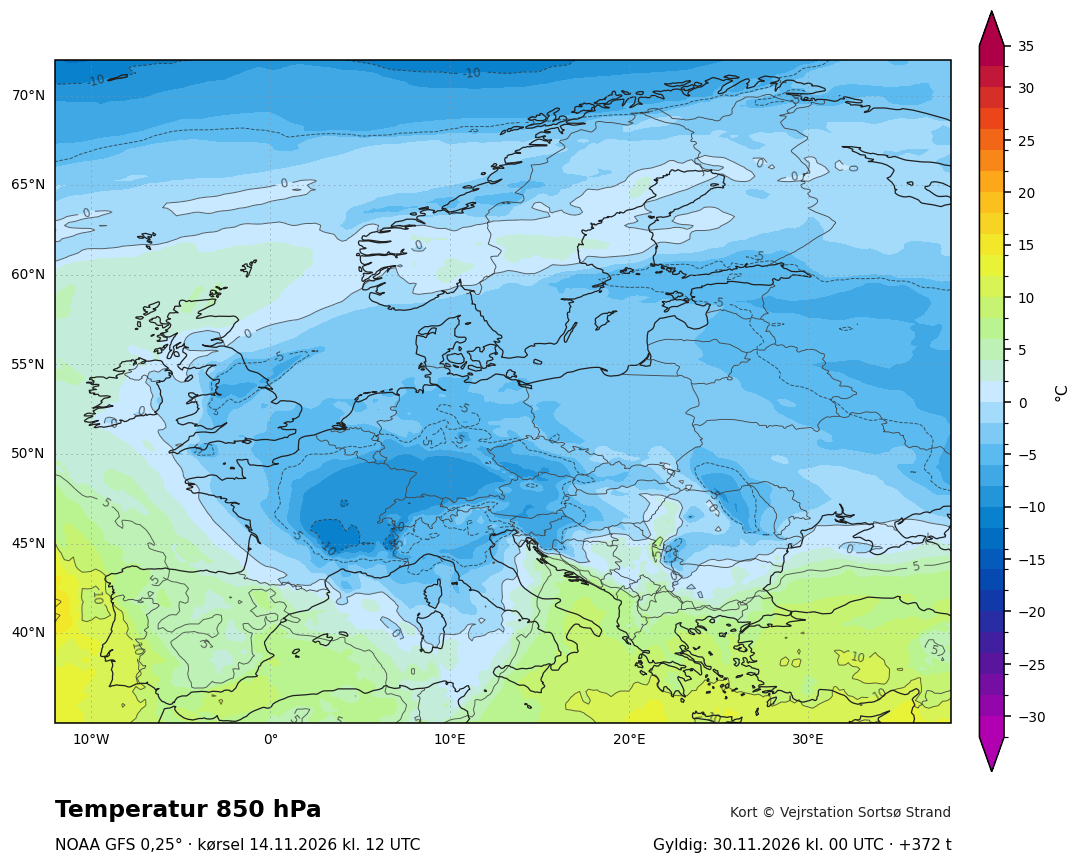 70°N
65°N
60°N
55°N
50°N
45°N
40°N
10°W
0°
10°E
20°E
30°E
35
30
25
20
15
10
5
0
−5
−10
−15
−20
−25
−30
°C
Temperatur 850 hPa
Kort © Vejrstation Sortsø Strand
NOAA GFS 0,25° · kørsel 14.11.2026 kl. 12 UTC
Gyldig: 30.11.2026 kl. 00 UTC · +372 t